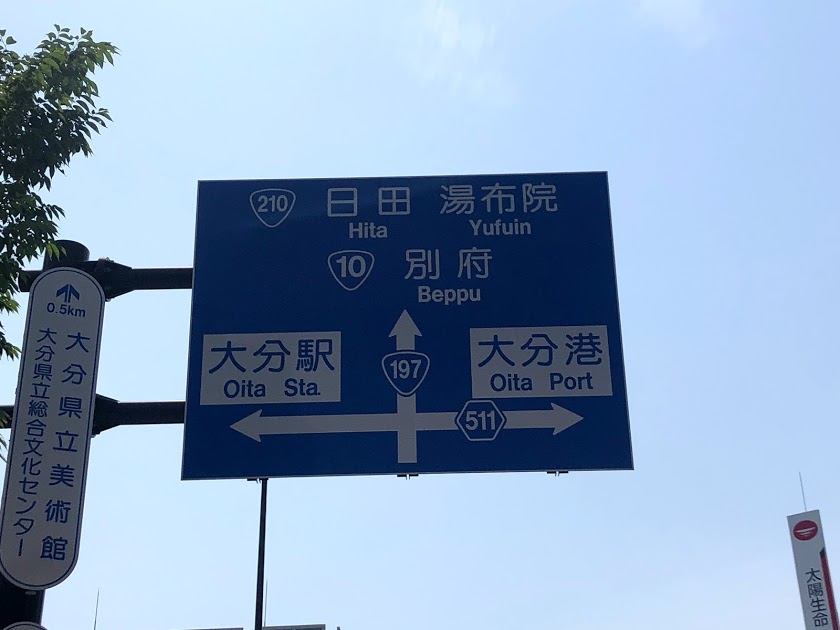 210 日田 湯布院
Hita Yufuin
10 別府
Beppu
大分駅
Oita Sta.
197
大分港
Oita Port
511
0.5km
大分県立美術館
大分県立総合文化センター
太陽生命